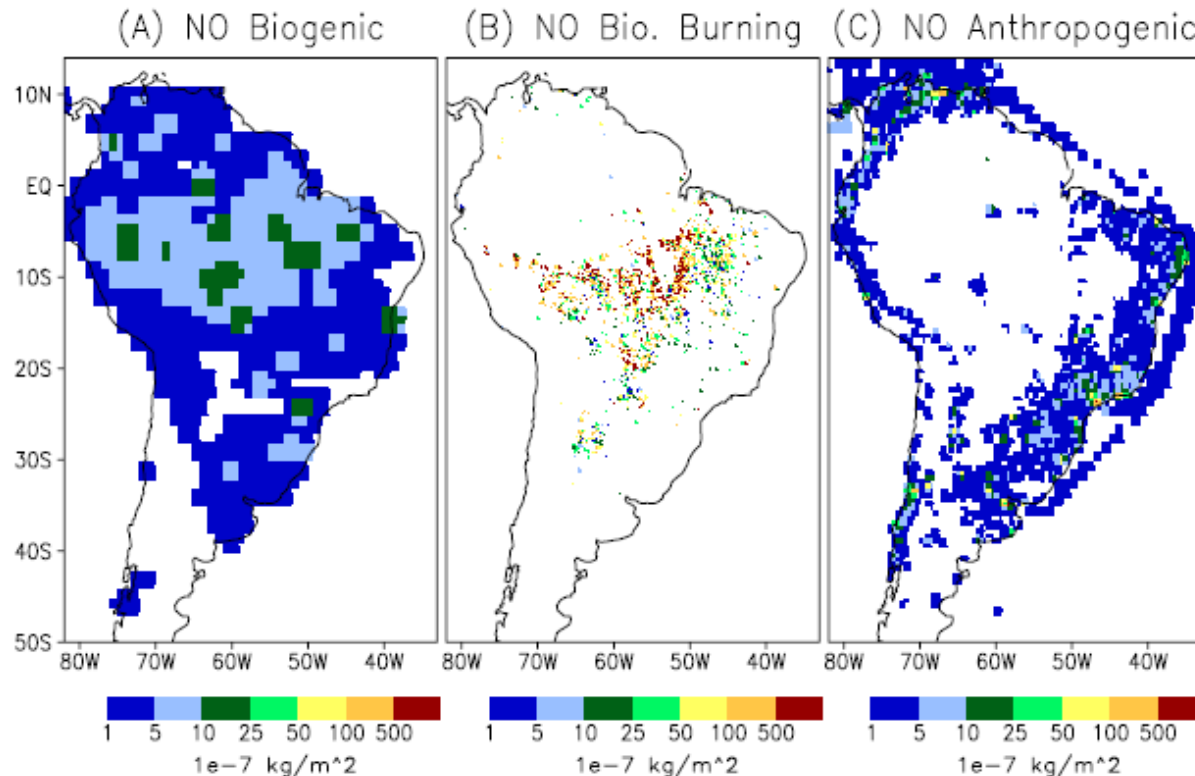 (A) NO Biogenic
(B) NO Bio. Burning
(C) NO Anthropogenic
10N
EQ
10S
20S
30S
40S
50S
80W 70W 60W 50W 40W
80W 70W 60W 50W 40W
80W 70W 60W 50W 40W
1 5 10 25 50 100 500
1 5 10 25 50 100 500
1 5 10 25 50 100 500
1e-7 kg/m^2
1e-7 kg/m^2
1e-7 kg/m^2